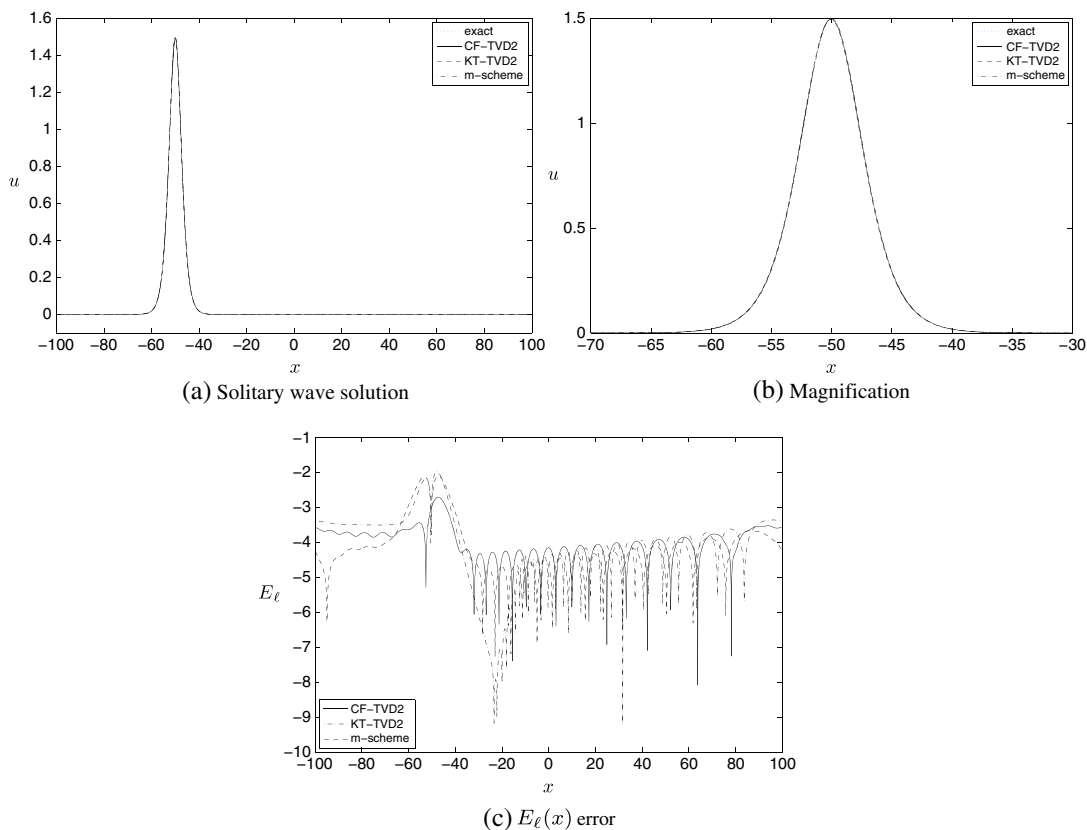 1.6
1.4
1.2
1
0.8
0.6
0.4
0.2
0
u
−100 −80 −60 −40 −20 0 20 40 60 80 100
x
exact
CF−TVD2
KT−TVD2
m−scheme
(a) Solitary wave solution
1.5
1
0.5
0
u
−70 −65 −60 −55 −50 −45 −40 −35 −30
x
exact
CF−TVD2
KT−TVD2
m−scheme
(b) Magnification
−1
−2
−3
−4
−5
−6
−7
−8
−9
−10
Eℓ
−100 −80 −60 −40 −20 0 20 40 60 80 100
x
CF−TVD2
KT−TVD2
m−scheme
(c) Eℓ(x) error